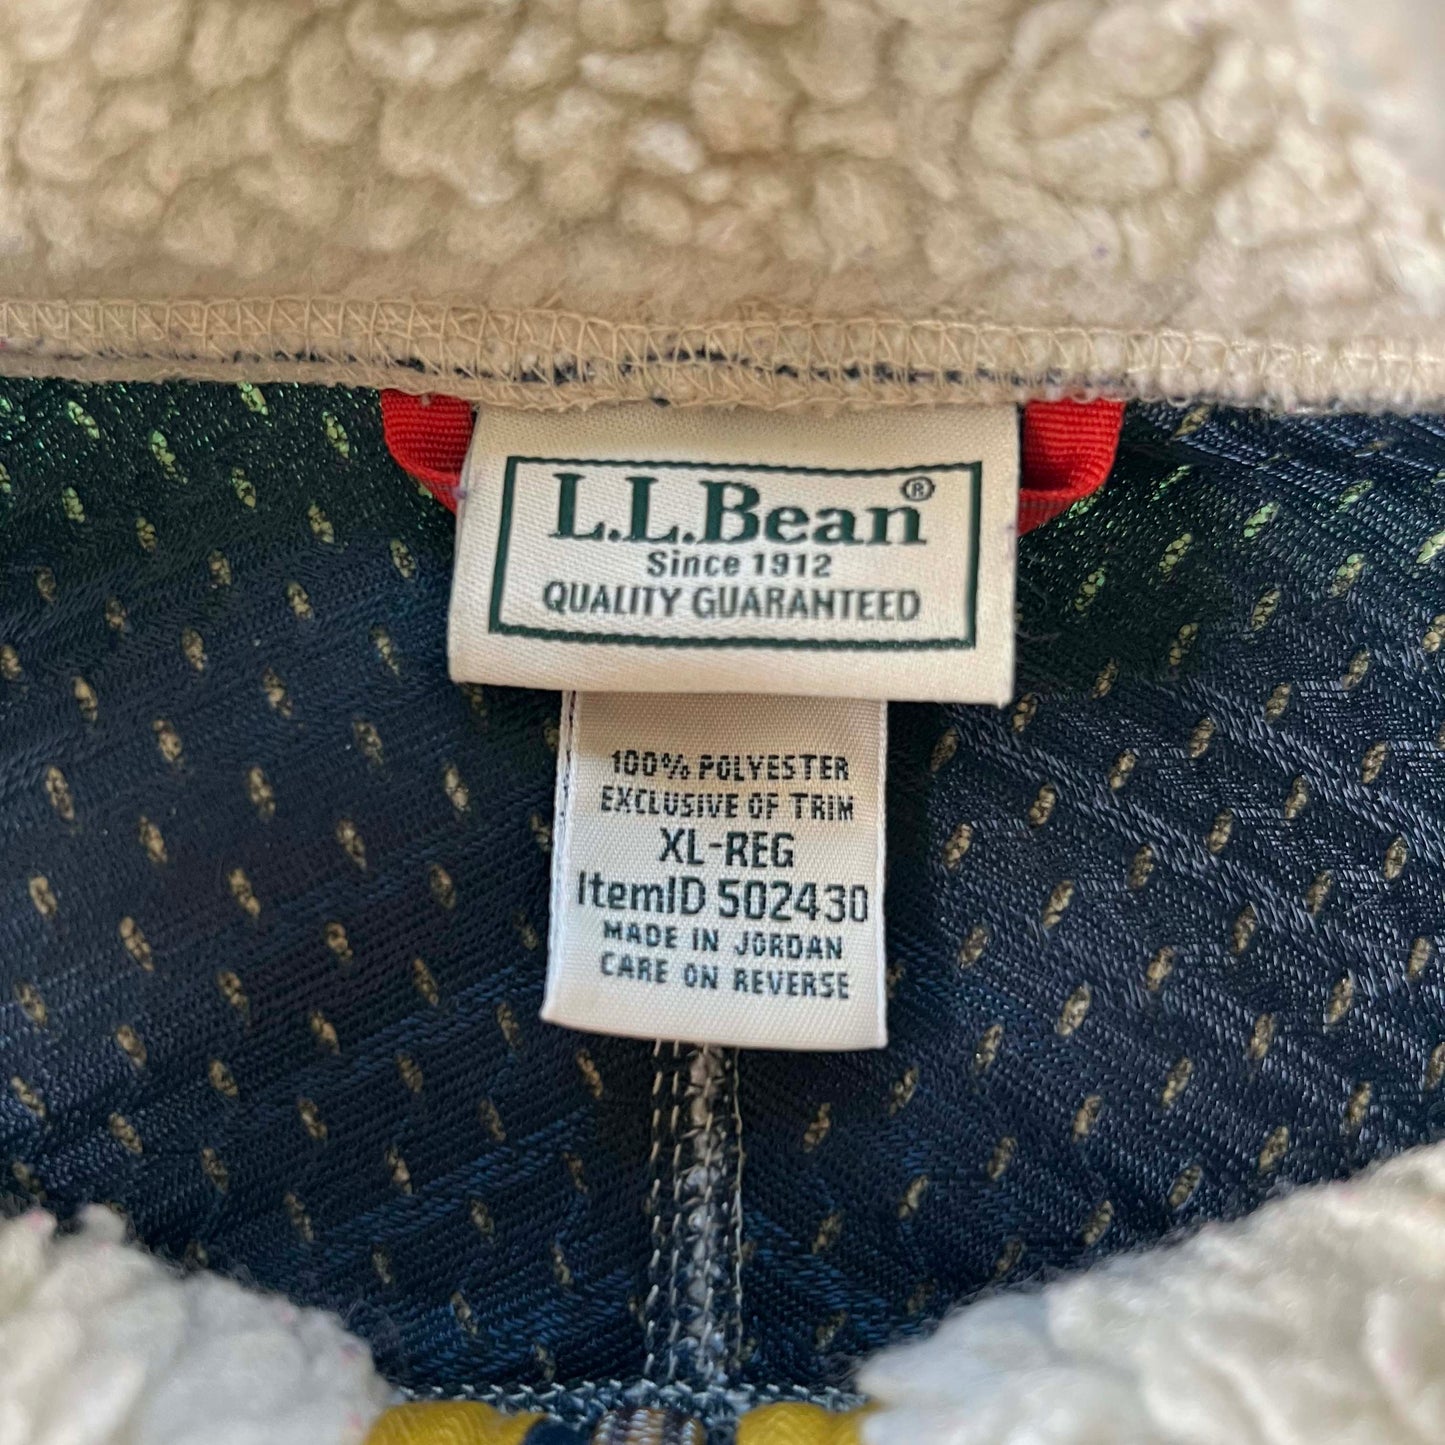 L.L.Bean®
Since 1912
QUALITY GUARANTEED
100% POLYESTER
EXCLUSIVE OF TRIM
XL-REG
ItemID 502430
MADE IN JORDAN
CARE ON REVERSE